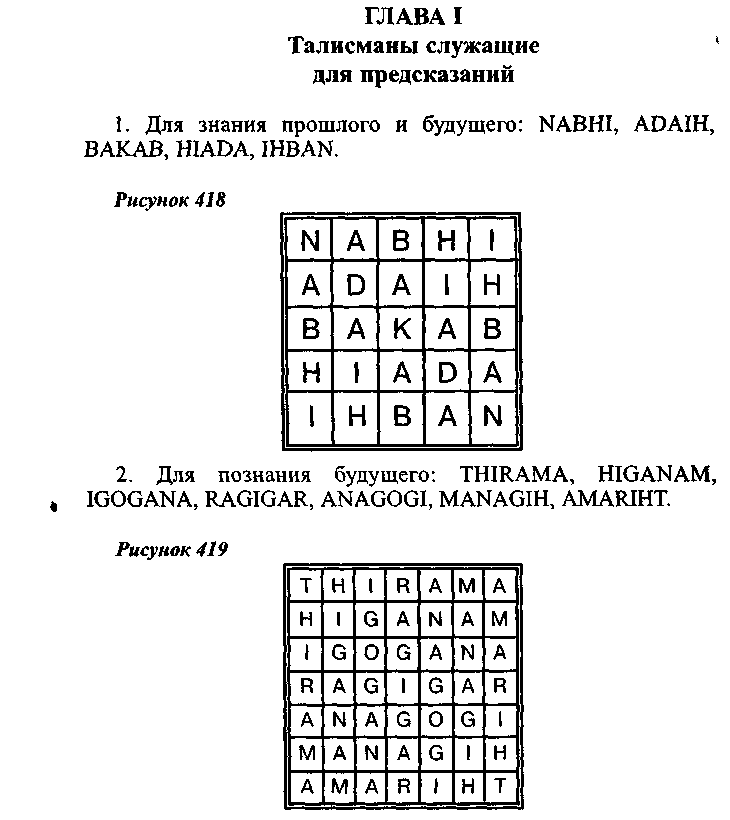 ГЛАВА I
Талисманы служащие
для предсказаний
1. Для знания прошлого и будущего: NABHI, ADAIH,
BAKAB, HIADA, IHBAN.
Рисунок 418
N A B H I
A D A I H
B A K A B
H I A D A
I H B A N
2. Для познания будущего: THIRAMA, HIGANAM,
IGOGANA, RAGIGAR, ANAGOGI, MANAGIH, AMARIHT.
Рисунок 419
T H I R A M A
H I G A N A M
I G O G A N A
R A G I G A R
A N A G O G I
M A N A G I H
A M A R I H T